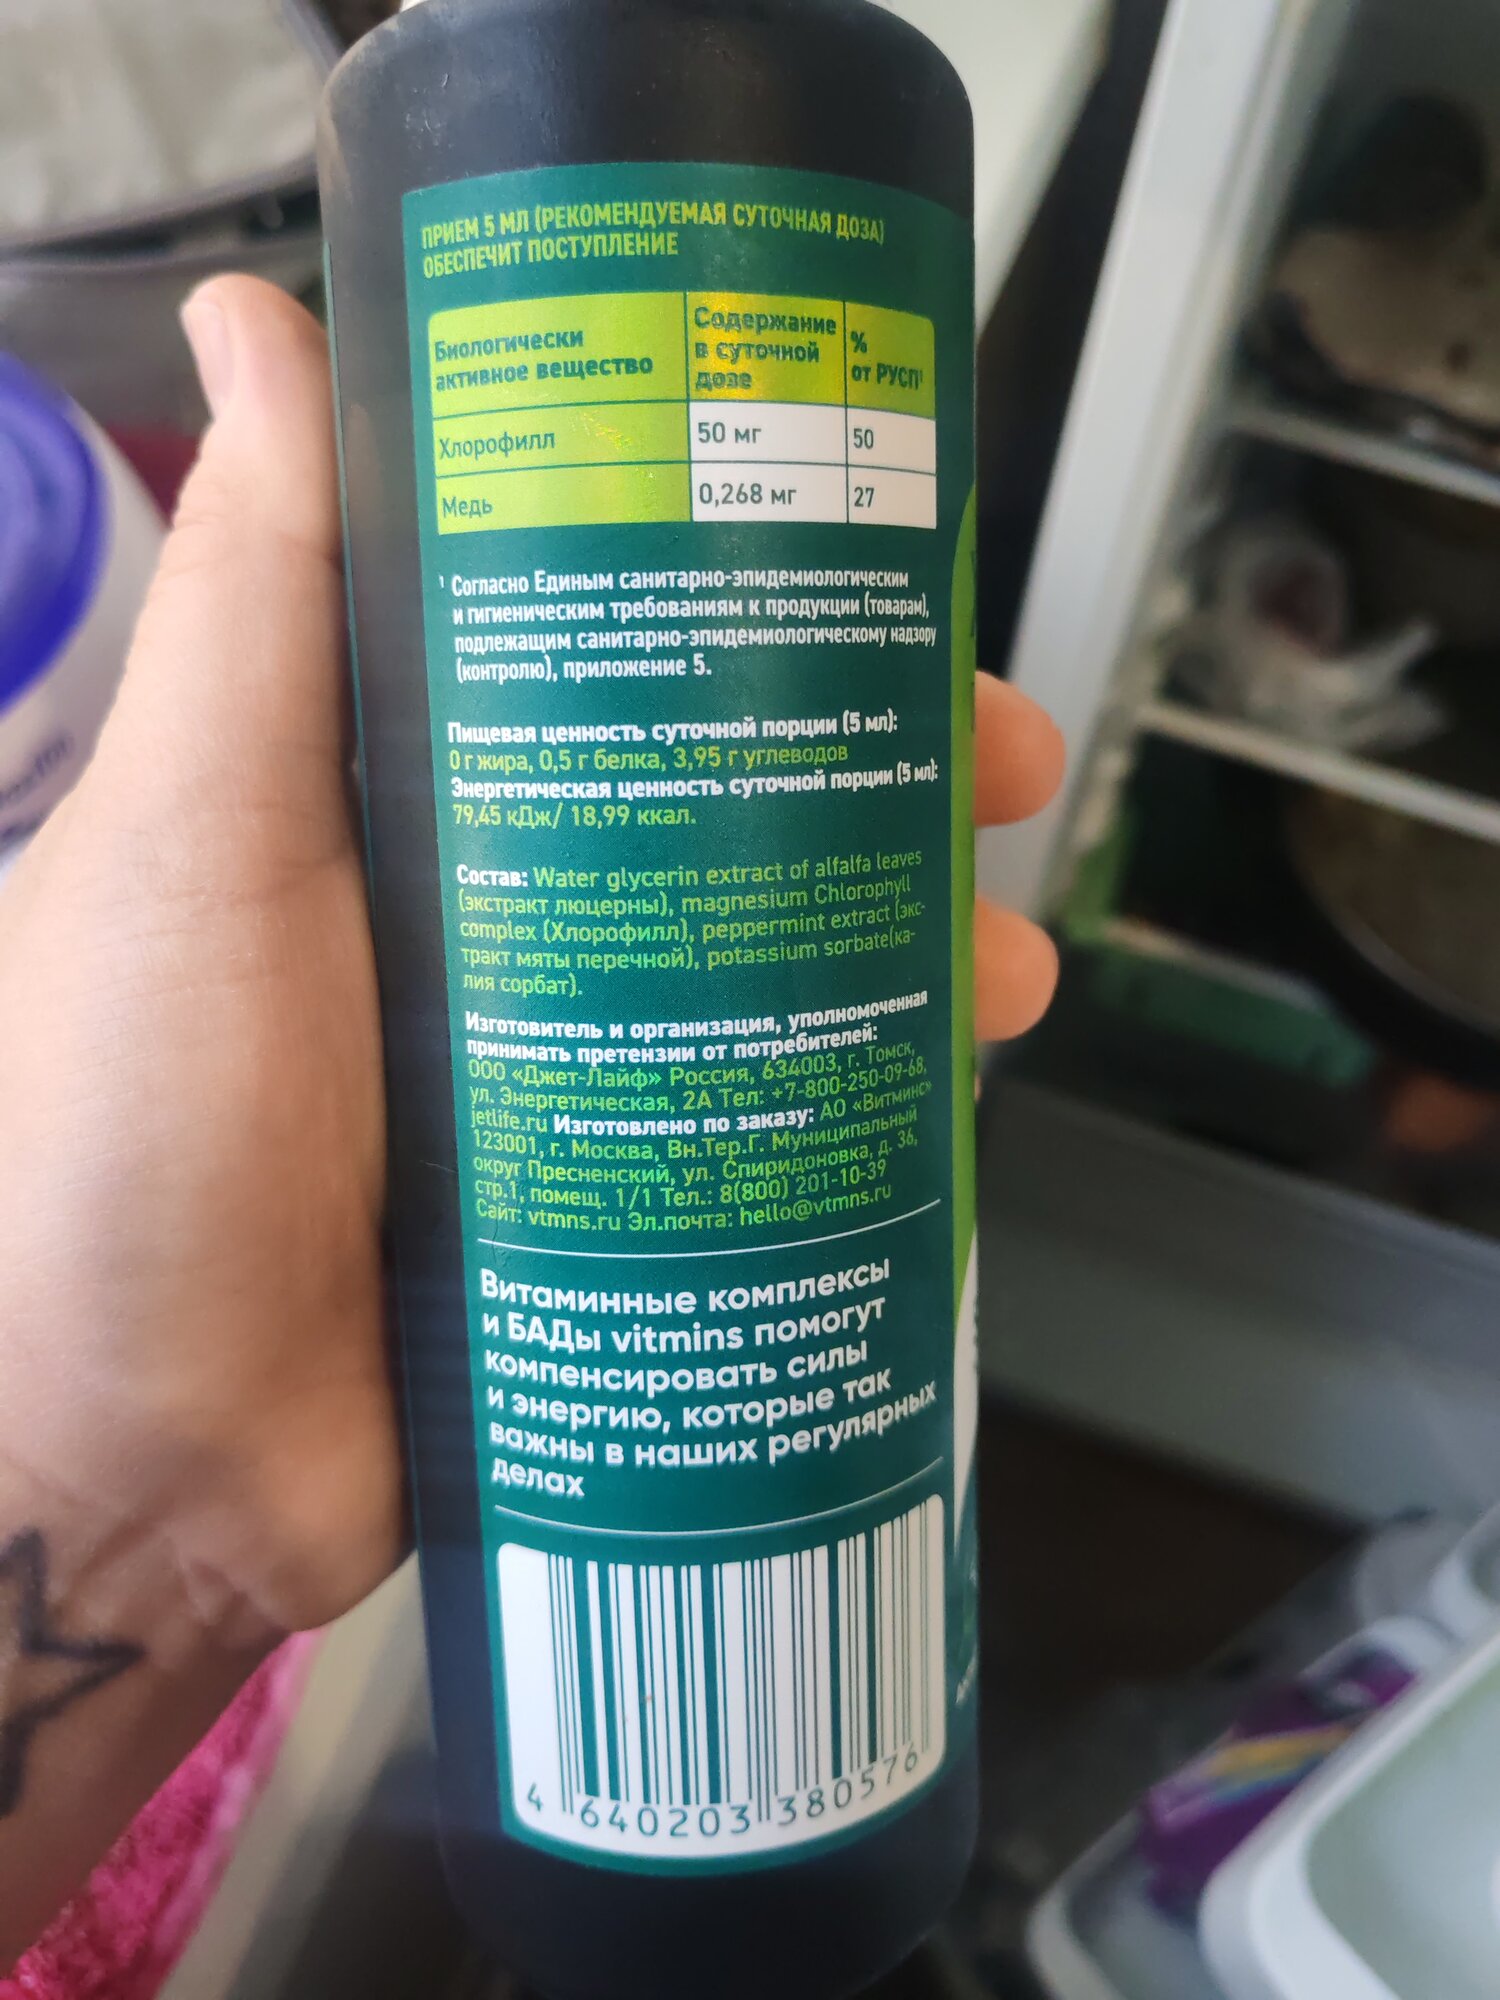 ПРИЕМ 5 МЛ (РЕКОМЕНДУЕМАЯ СУТОЧНАЯ ДОЗА)
ОБЕСПЕЧИТ ПОСТУПЛЕНИЕ
Биологически активное вещество
Содержание в суточной дозе
% от РУСП¹
Хлорофилл 50 мг 50
Медь 0,268 мг 27
¹ Согласно Единым санитарно-эпидемиологическим
и гигиеническим требованиям к продукции (товарам),
подлежащим санитарно-эпидемиологическому надзору
(контролю), приложение 5.
Пищевая ценность суточной порции (5 мл):
0 г жира, 0,5 г белка, 3,95 г углеводов
Энергетическая ценность суточной порции (5 мл):
79,45 кДж/ 18,99 ккал.
Состав: Water glycerin extract of alfalfa leaves
(экстракт люцерны), magnesium Chlorophyll
complex (Хлорофилл), peppermint extract (экс-
тракт мяты перечной), potassium sorbate(ка-
лия сорбат).
Изготовитель и организация, уполномоченная
принимать претензии от потребителей:
ООО «Джет-Лайф» Россия, 634003, г. Томск,
ул. Энергетическая, 2А Тел: +7-800-250-09-68,
jetlife.ru Изготовлено по заказу: АО «Витминс»
123001, г. Москва, Вн.Тер.Г. Муниципальный
округ Пресненский, ул. Спиридоновка, д. 36,
стр.1, помещ. 1/1 Тел.: 8(800) 201-10-39
Сайт: vtmns.ru Эл.почта: hello@vtmns.ru
Витаминные комплексы
и БАДы vitmins помогут
компенсировать силы
и энергию, которые так
важны в наших регулярных
делах
4 640203 380576